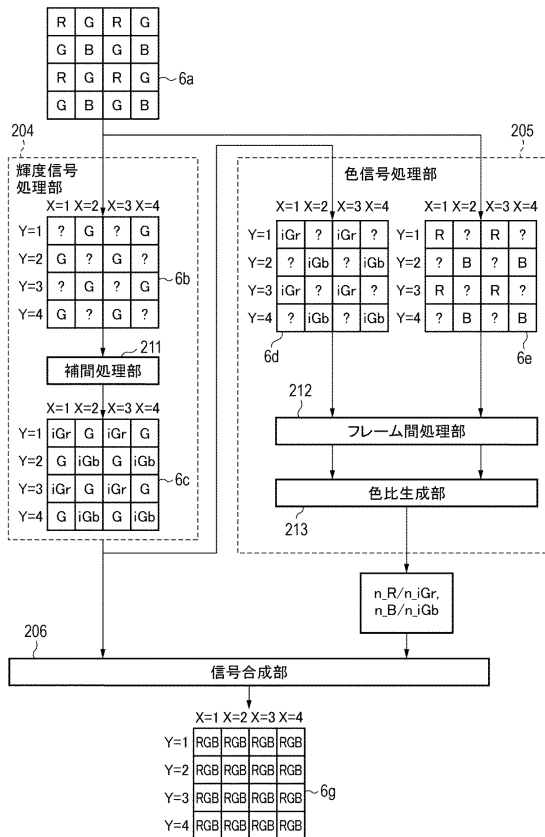 R G R G
G B G B
R G R G
G B G B
6a
204
205
輝度信号
処理部
X=1 X=2 X=3 X=4
Y=1 ? G ? G
Y=2 G ? G ?
Y=3 ? G ? G
Y=4 G ? G ?
6b
211
補間処理部
X=1 X=2 X=3 X=4
Y=1 iGr G iGr G
Y=2 G iGb G iGb
Y=3 iGr G iGr G
Y=4 G iGb G iGb
6c
色信号処理部
X=1 X=2 X=3 X=4
Y=1 iGr ? iGr ?
Y=2 ? iGb ? iGb
Y=3 iGr ? iGr ?
Y=4 ? iGb ? iGb
6d
X=1 X=2 X=3 X=4
Y=1 R ? R ?
Y=2 ? B ? B
Y=3 R ? R ?
Y=4 ? B ? B
6e
212
フレーム間処理部
色比生成部
213
n_R/n_iGr,
n_B/n_iGb
206
信号合成部
X=1 X=2 X=3 X=4
Y=1 RGB RGB RGB RGB
Y=2 RGB RGB RGB RGB
Y=3 RGB RGB RGB RGB
Y=4 RGB RGB RGB RGB
6g